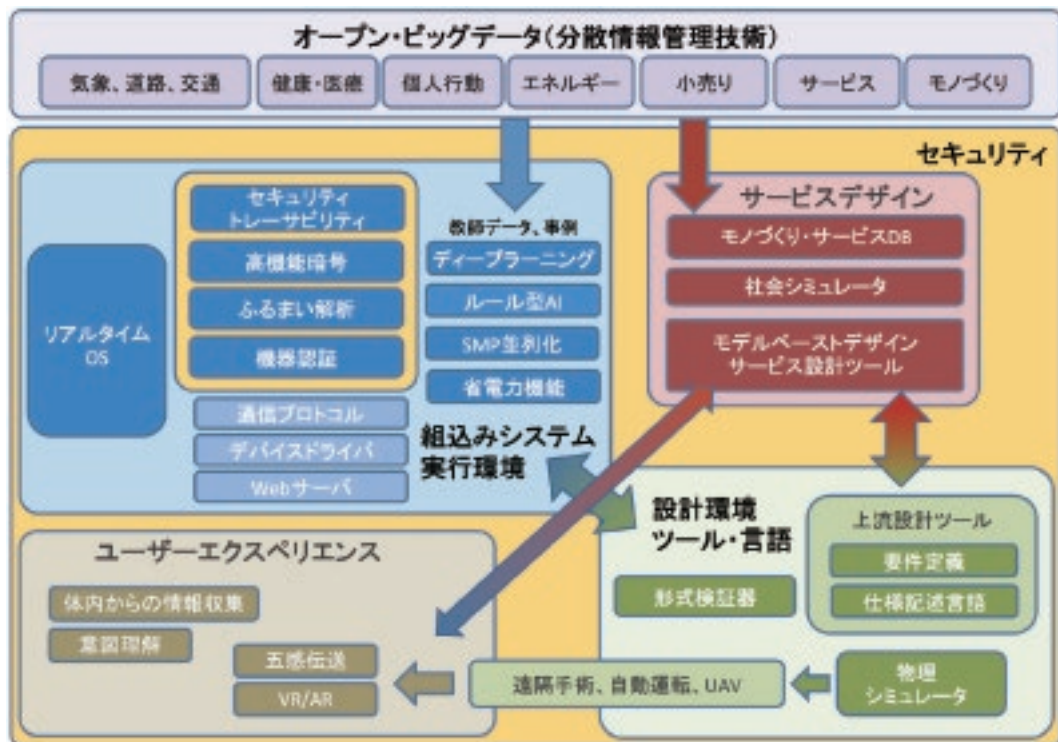 オープン・ビッグデータ(分散情報管理技術)
気象、道路、交通
健康・医療
個人行動
エネルギー
小売り
サービス
モノづくり
セキュリティ
リアルタイム
OS
セキュリティ
トレーサビリティ
高機能暗号
ふるまい解析
機器認証
通信プロトコル
デバイスドライバ
Webサーバ
教師データ、事例
ディープラーニング
ルール型AI
SMP並列化
省電力機能
組込みシステム
実行環境
サービスデザイン
モノづくり・サービスDB
社会シミュレータ
モデルベーストデザイン
サービス設計ツール
設計環境
ツール・言語
上流設計ツール
要件定義
仕様記述言語
形式検証器
物理
シミュレータ
遠隔手術、自動運転、UAV
ユーザーエクスペリエンス
体内からの情報収集
意図理解
五感伝送
VR/AR